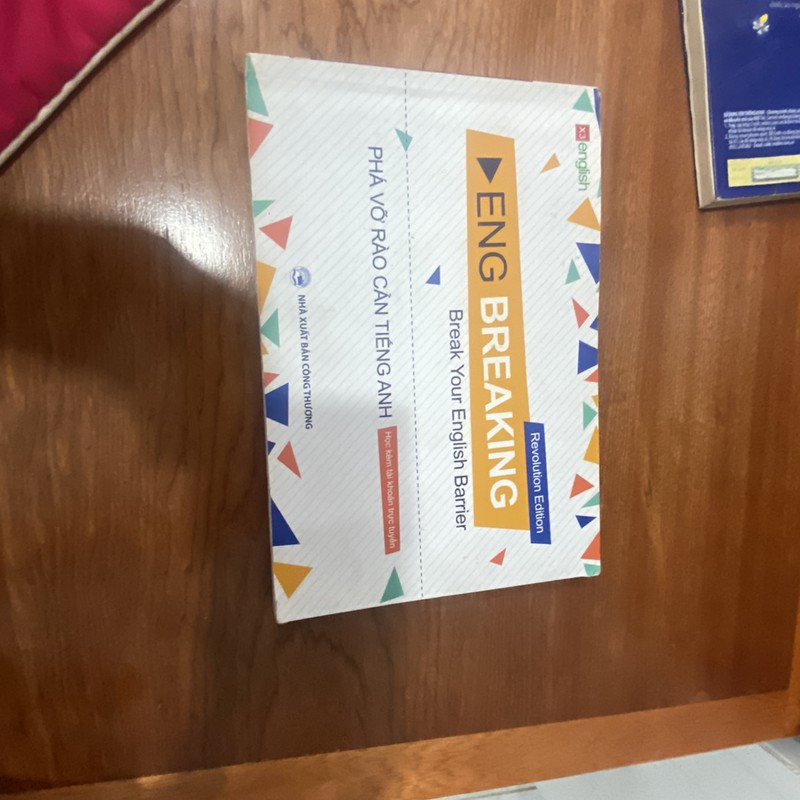 X3 english
ENG BREAKING
Revolution Edition
Break Your English Barrier
PHÁ VỠ RÀO CẢN TIẾNG ANH
Học kèm tài khoản trực tuyến
NHÀ XUẤT BẢN CÔNG THƯƠNG